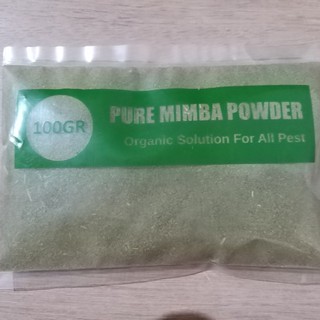 100GR
PURE MIMBA POWDER
Organic Solution For All Pest